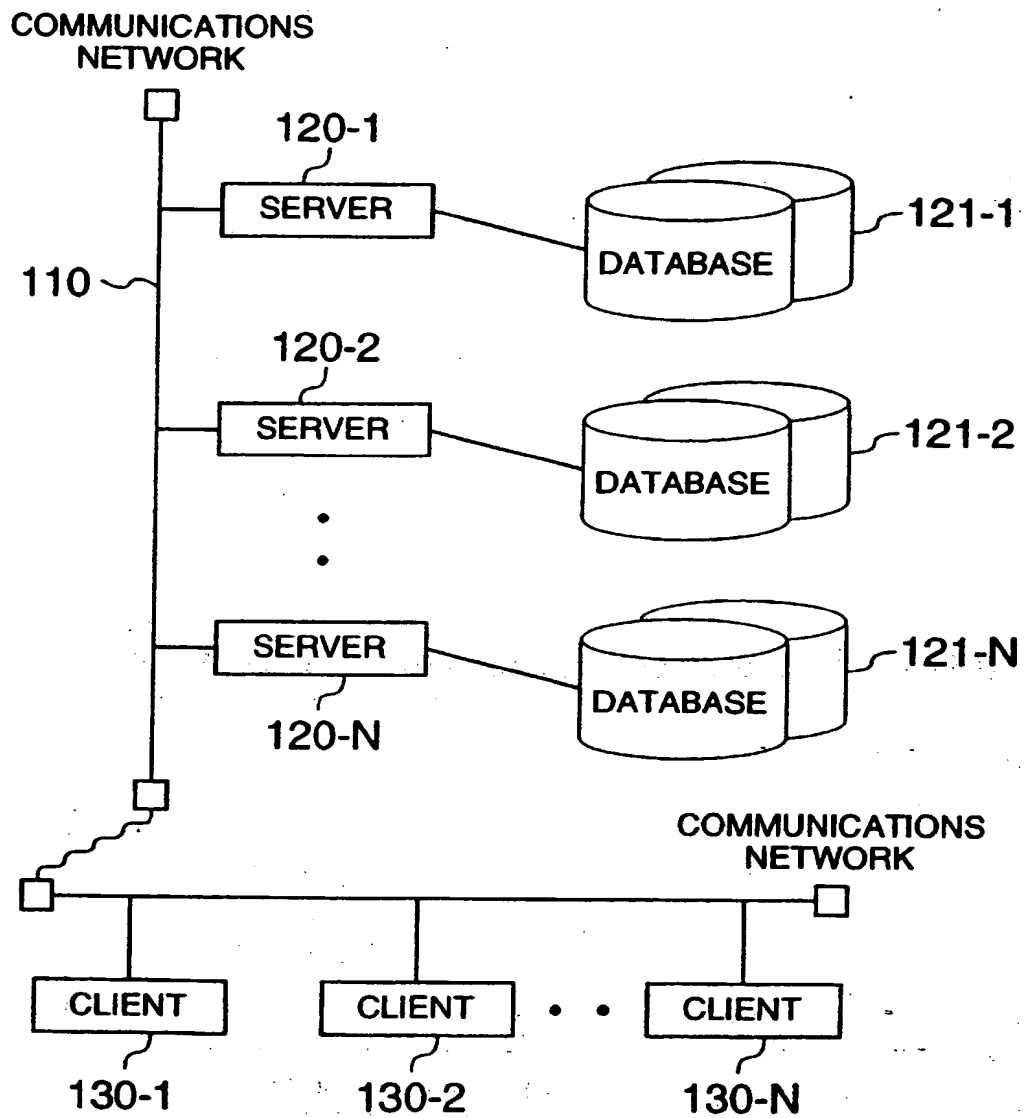 COMMUNICATIONS
NETWORK
120-1
SERVER
DATABASE
121-1
110
120-2
SERVER
DATABASE
121-2
SERVER
DATABASE
121-N
120-N
COMMUNICATIONS
NETWORK
CLIENT
CLIENT
CLIENT
130-1
130-2
130-N